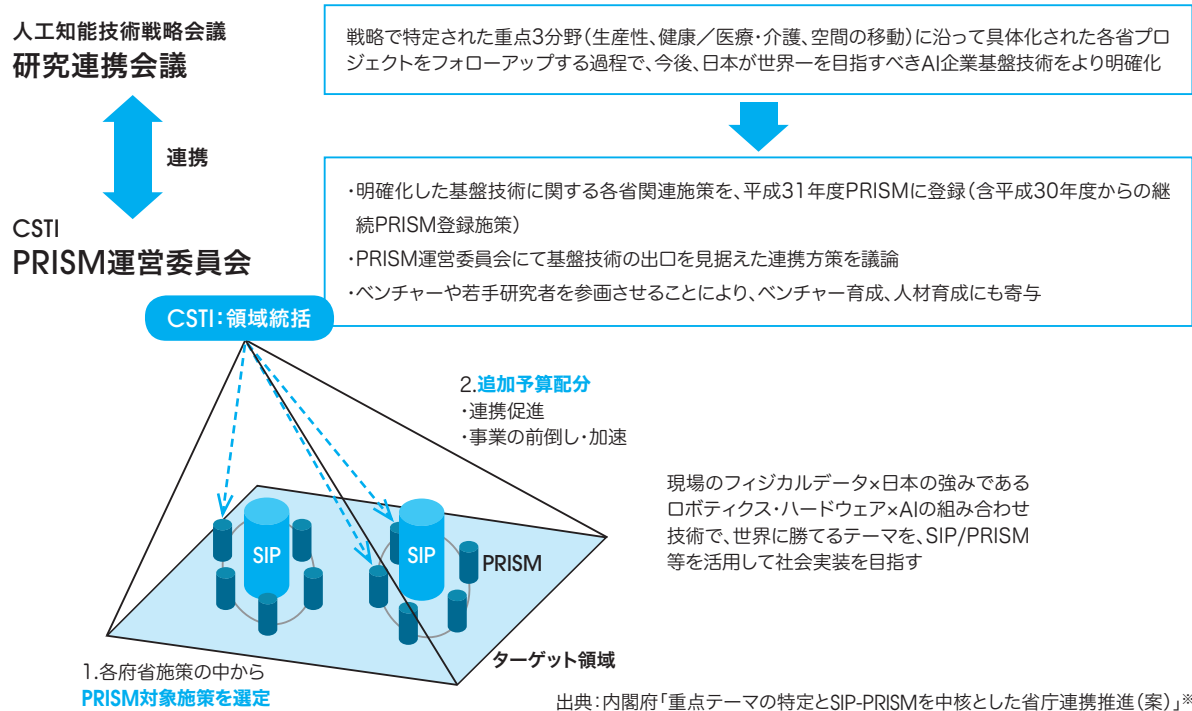 人工知能技術戦略会議
研究連携会議
戦略で特定された重点3分野(生産性、健康／医療・介護、空間の移動)に沿って具体化された各省プロ
ジェクトをフォローアップする過程で、今後、日本が世界一を目指すべきAI企業基盤技術をより明確化
連携
CSTI
PRISM運営委員会
・明確化した基盤技術に関する各省関連施策を、平成31年度PRISMに登録(含平成30年度からの継
続PRISM登録施策)
・PRISM運営委員会にて基盤技術の出口を見据えた連携方策を議論
・ベンチャーや若手研究者を参画させることにより、ベンチャー育成、人材育成にも寄与
CSTI：領域統括
2.追加予算配分
・連携促進
・事業の前倒し・加速
現場のフィジカルデータ×日本の強みである
ロボティクス・ハードウェア×AIの組み合わせ
技術で、世界に勝てるテーマを、SIP/PRISM
等を活用して社会実装を目指す
SIP
SIP
PRISM
ターゲット領域
1.各府省施策の中から
PRISM対象施策を選定
出典：内閣府「重点テーマの特定とSIP-PRISMを中核とした省庁連携推進(案)」※